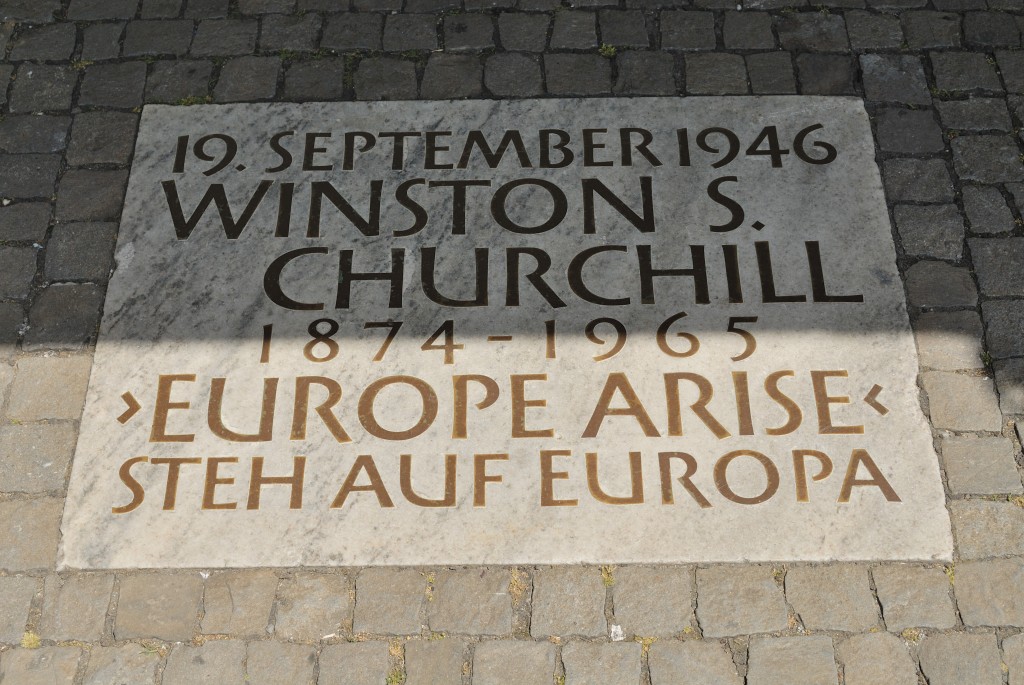 19. SEPTEMBER 1946
WINSTON S.
CHURCHILL
1874-1965
›EUROPE ARISE‹
STEH AUF EUROPA